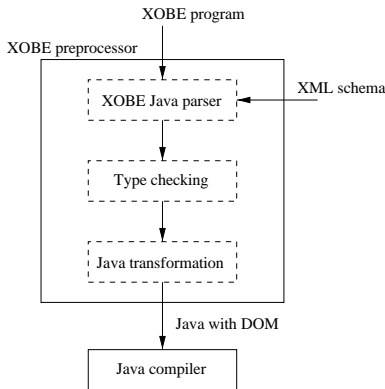 XOBE program
XOBE preprocessor
XOBE Java parser
XML schema
Type checking
Java transformation
Java with DOM
Java compiler